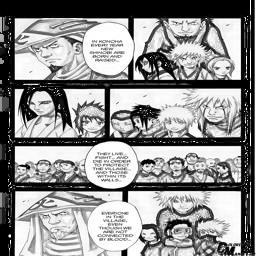 IN KONOHA
EVERY YEAR
NEW
SHINOBI ARE
BORN AND
RAISED...
THEY LIVE,
FIGHT... AND
DIE IN ORDER
TO PROTECT
THE VILLAGE...
AND THOSE
WITHIN ITS
WALLS...
EVERYONE
IN THE
VILLAGE,
EVEN
THOUGH WE
ARE NOT
CONNECTED
BY BLOOD...